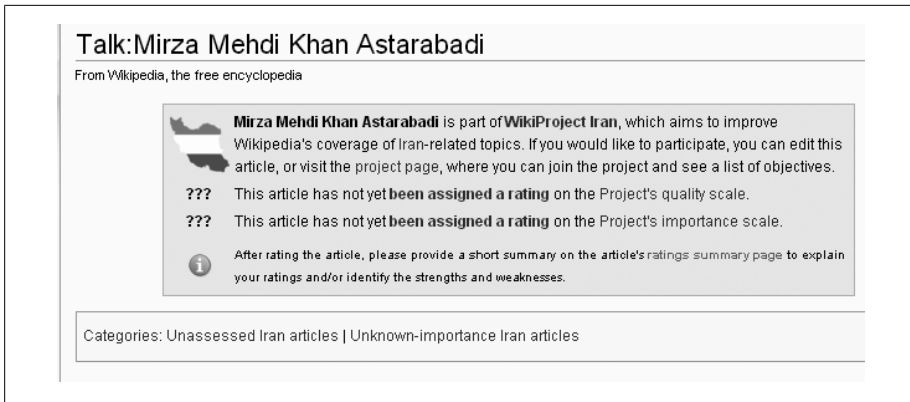 Talk:Mirza Mehdi Khan Astarabadi
From Wikipedia, the free encyclopedia
Mirza Mehdi Khan Astarabadi is part of WikiProject Iran, which aims to improve
Wikipedia's coverage of Iran-related topics. If you would like to participate, you can edit this
article, or visit the project page, where you can join the project and see a list of objectives.
??? This article has not yet been assigned a rating on the Project's quality scale.
??? This article has not yet been assigned a rating on the Project's importance scale.
After rating the article, please provide a short summary on the article's ratings summary page to explain
your ratings and/or identify the strengths and weaknesses.
Categories: Unassessed Iran articles | Unknown-importance Iran articles